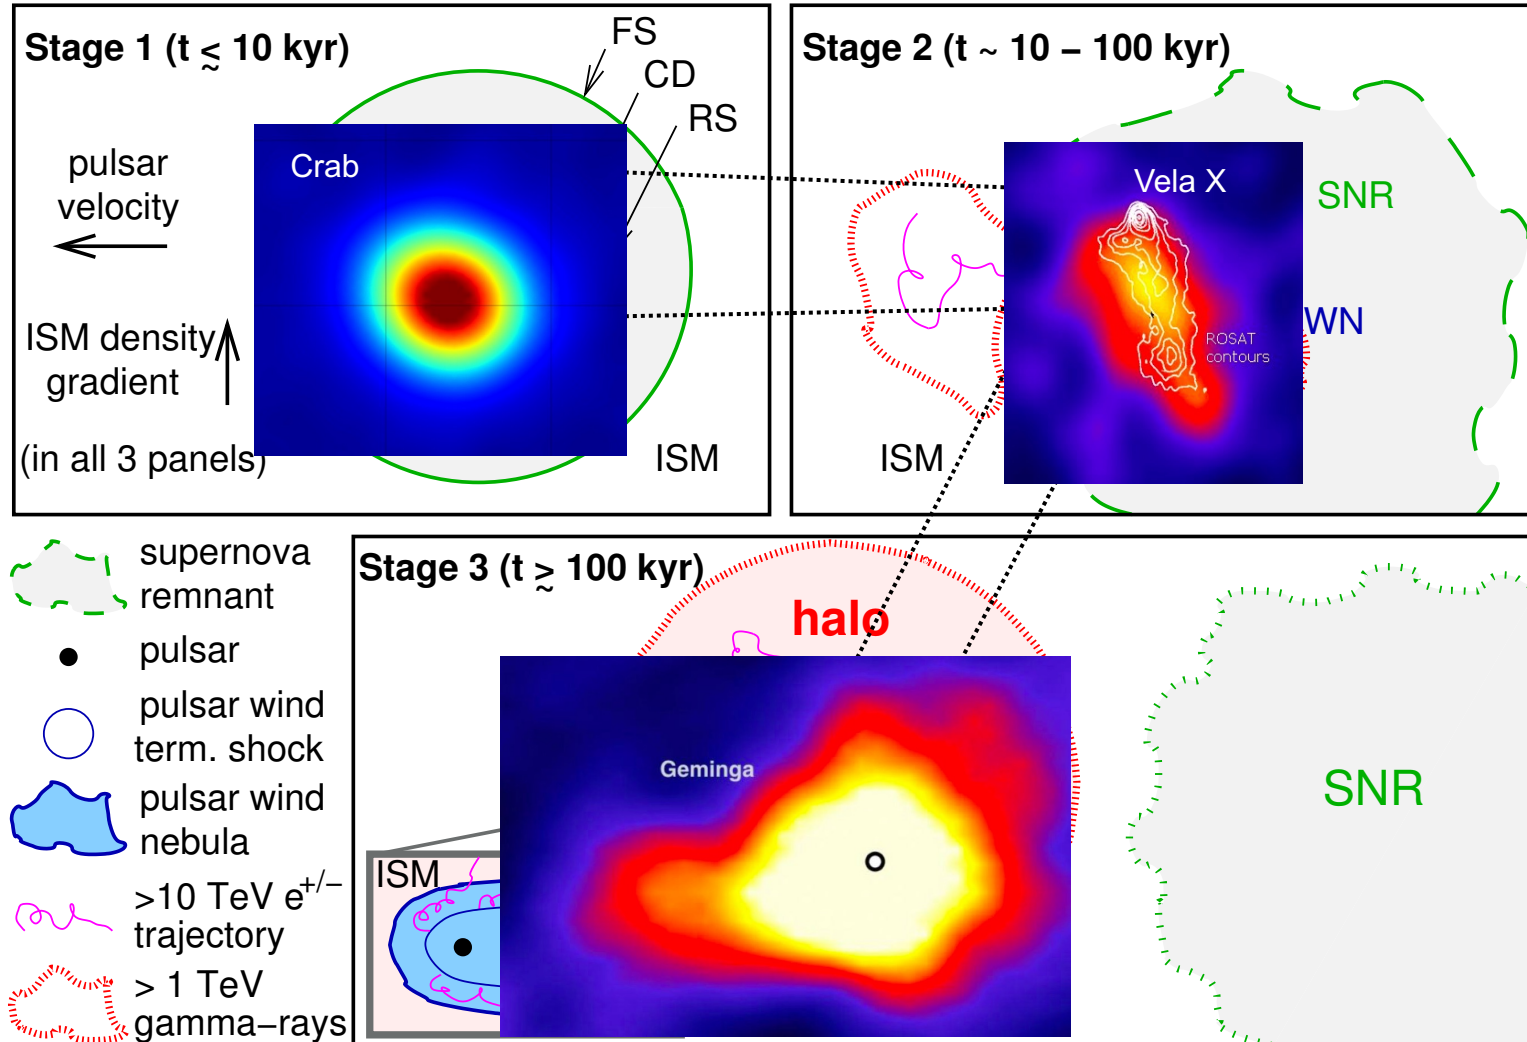 Stage 1 (t ≲ 10 kyr)
FS
CD
RS
Crab
pulsar
velocity
ISM density
gradient
(in all 3 panels)
ISM
Stage 2 (t ~ 10 − 100 kyr)
Vela X
SNR
WN
ROSAT
contours
ISM
supernova
remnant
pulsar
pulsar wind
term. shock
pulsar wind
nebula
>10 TeV e+/−
trajectory
> 1 TeV
gamma−rays
Stage 3 (t ≳ 100 kyr)
halo
Geminga
ISM
SNR